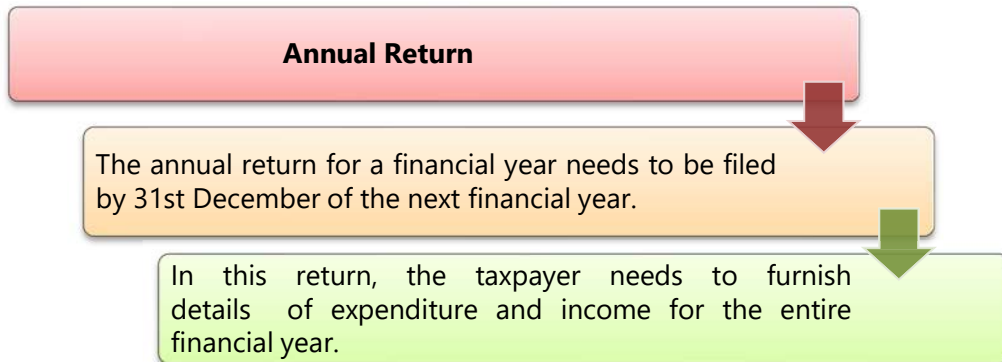 Annual Return
The annual return for a financial year needs to be filed
by 31st December of the next financial year.
In this return, the taxpayer needs to furnish
details of expenditure and income for the entire
financial year.